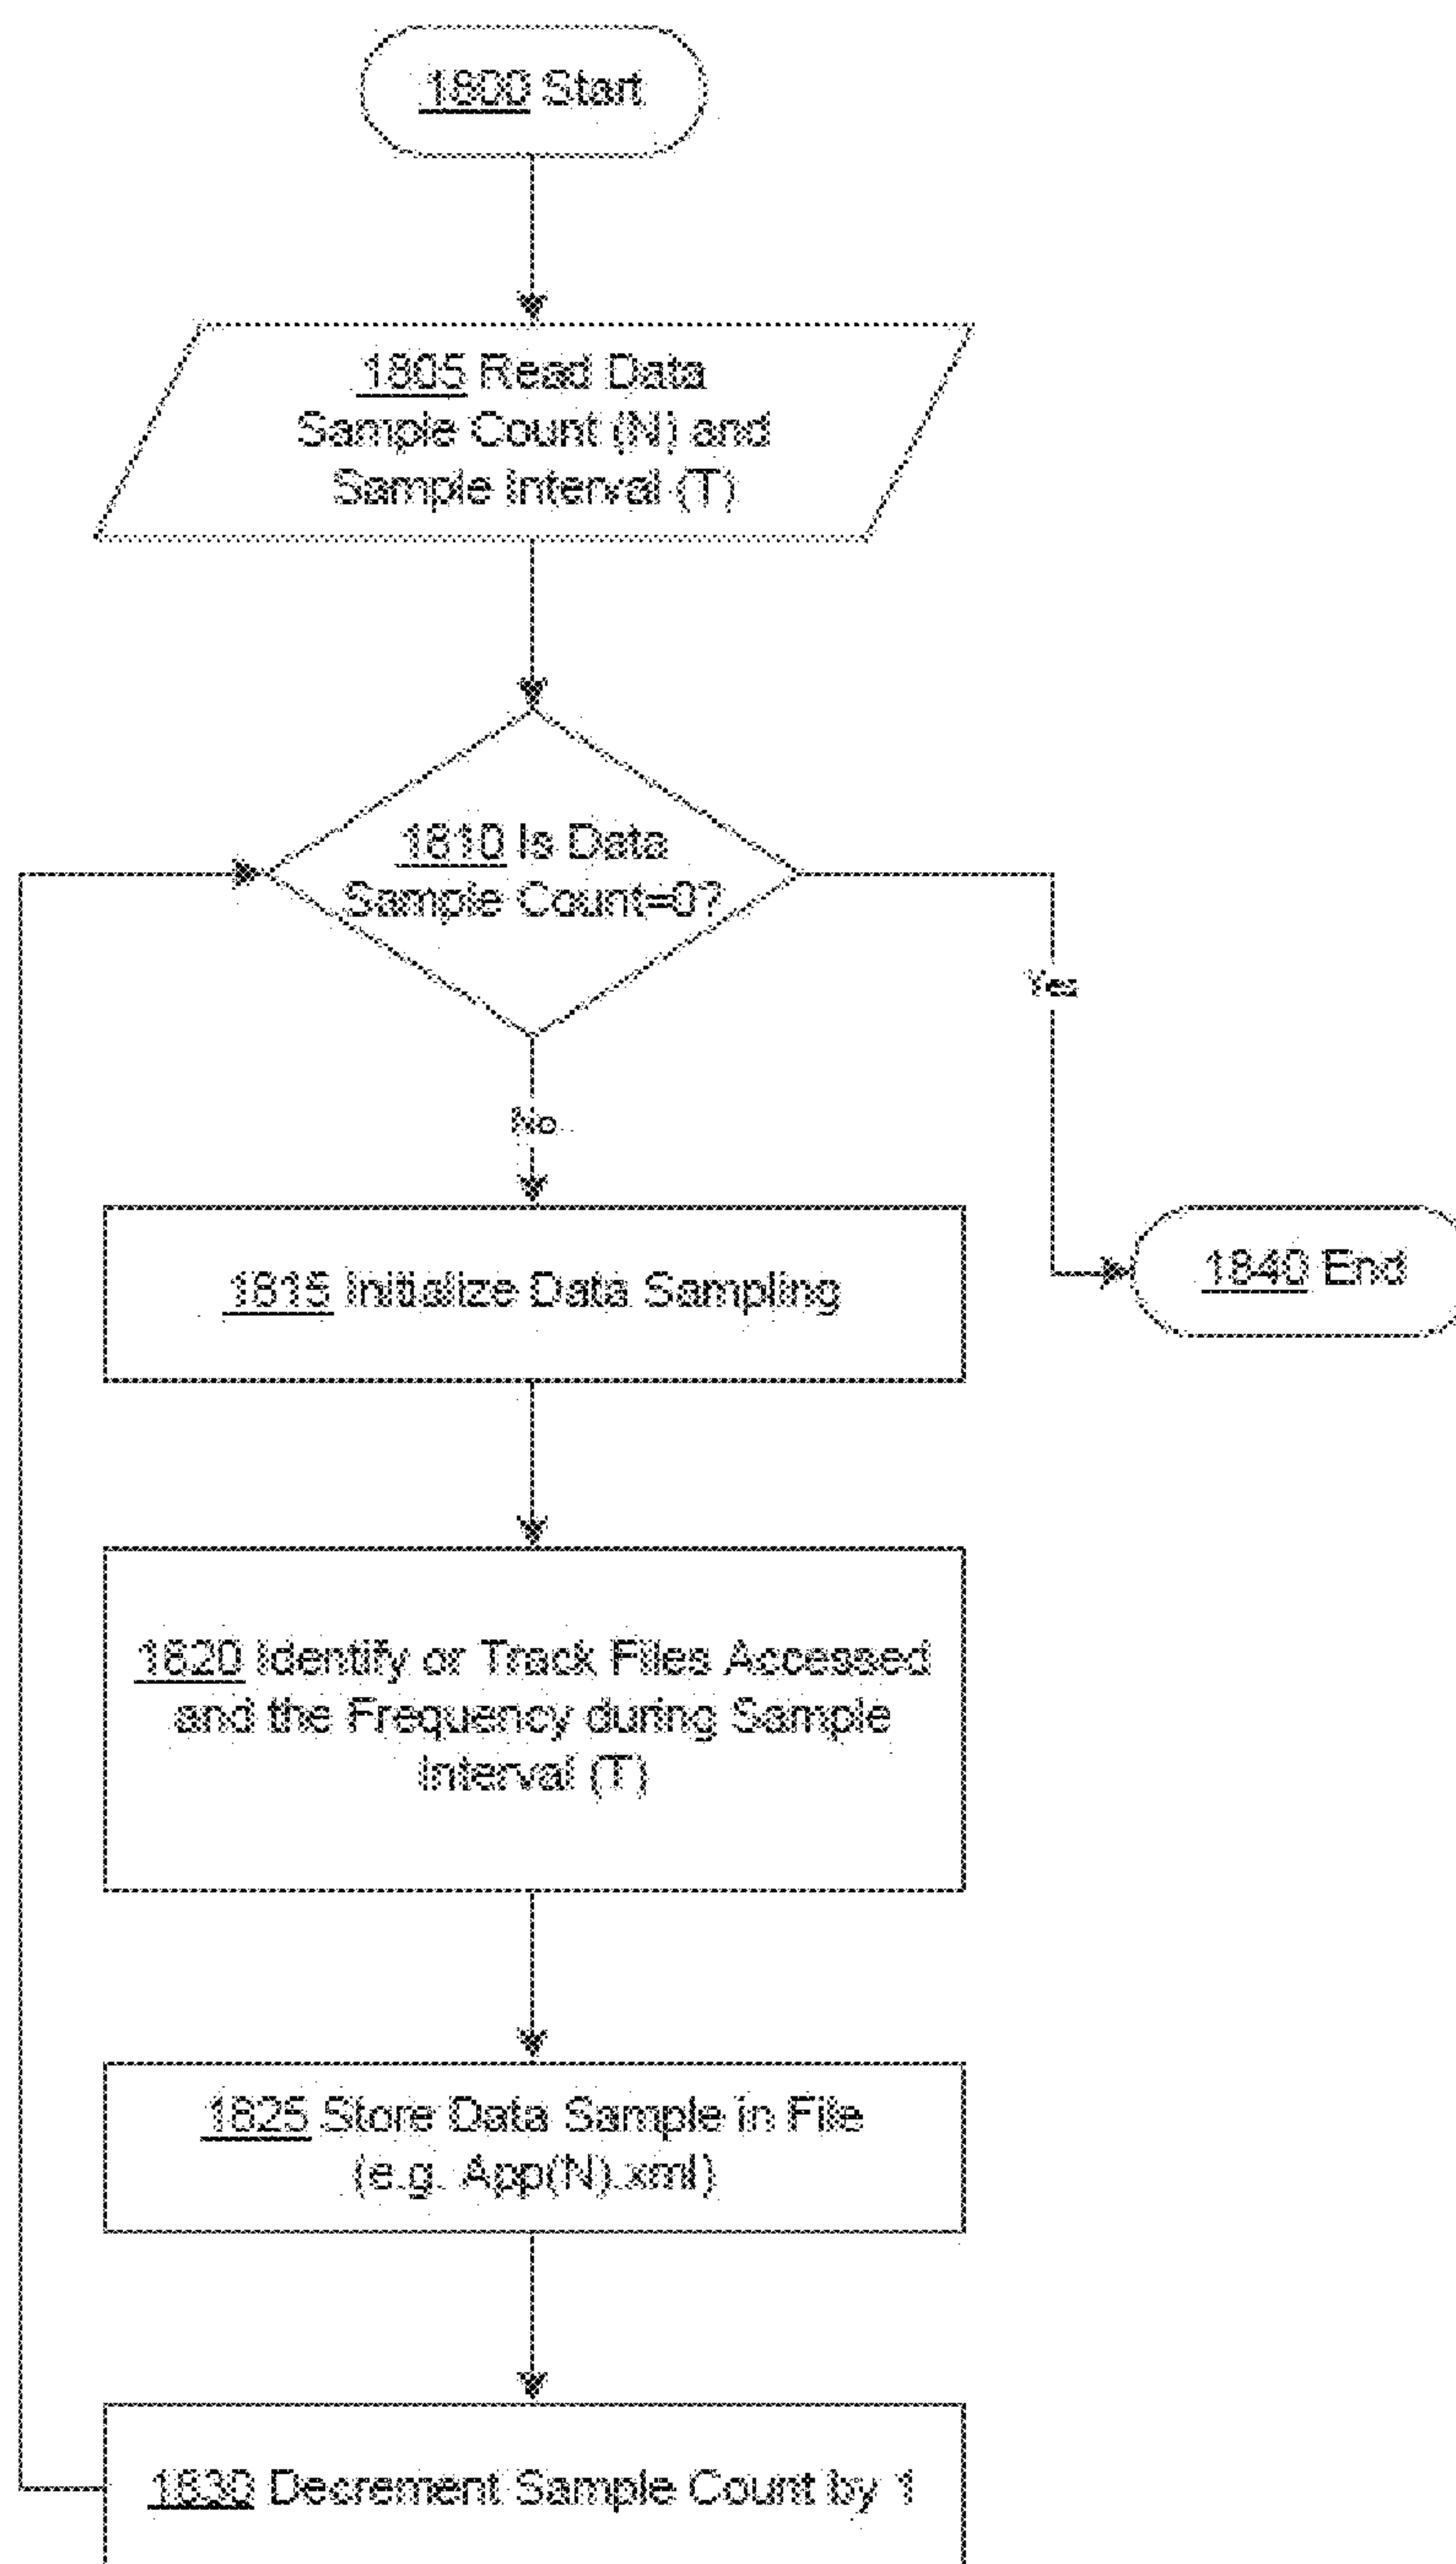 1800 Start
1805 Read Data
Sample Count (N) and
Sample Interval (T)
1810 Is Data
Sample Count=0?
Yes
No
1815 Initialize Data Sampling
1840 End
1820 Identify or Track Files Accessed
and the Frequency during Sample
Interval (T)
1825 Store Data Sample in File
(e.g. App(N).xml)
1830 Decrement Sample Count by 1